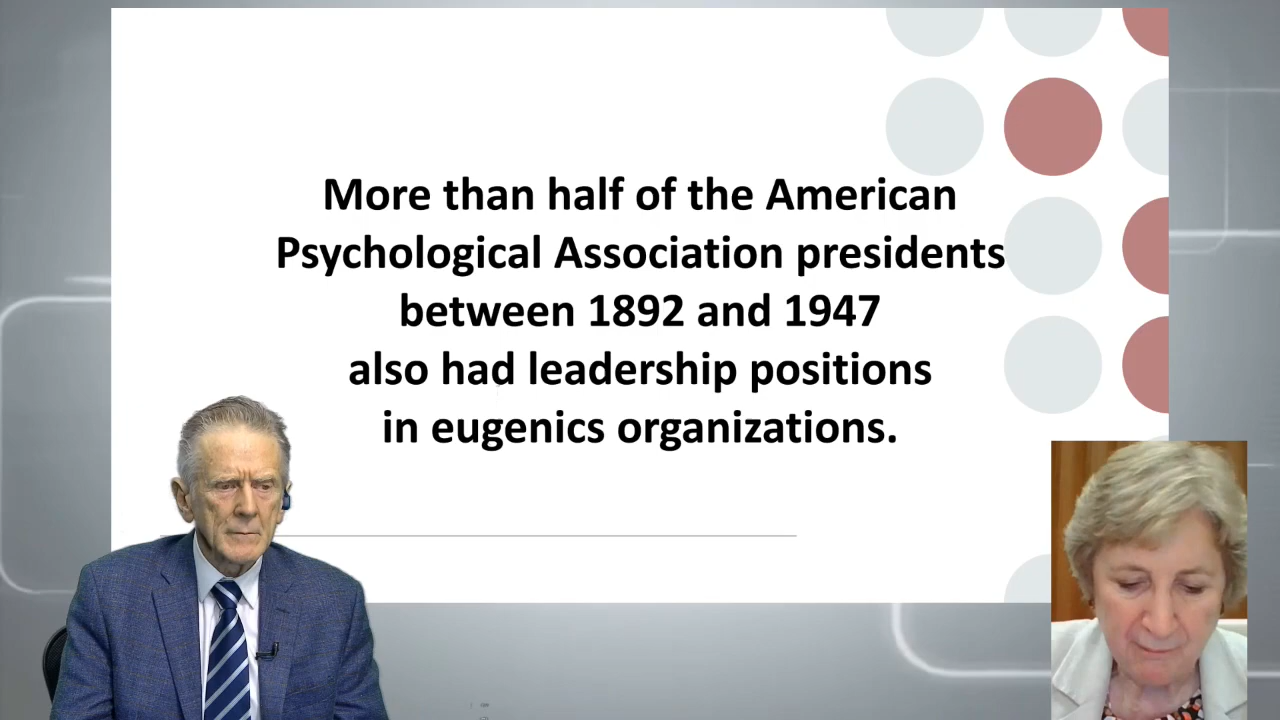 More than half of the American
Psychological Association presidents
between 1892 and 1947
also had leadership positions
in eugenics organizations.